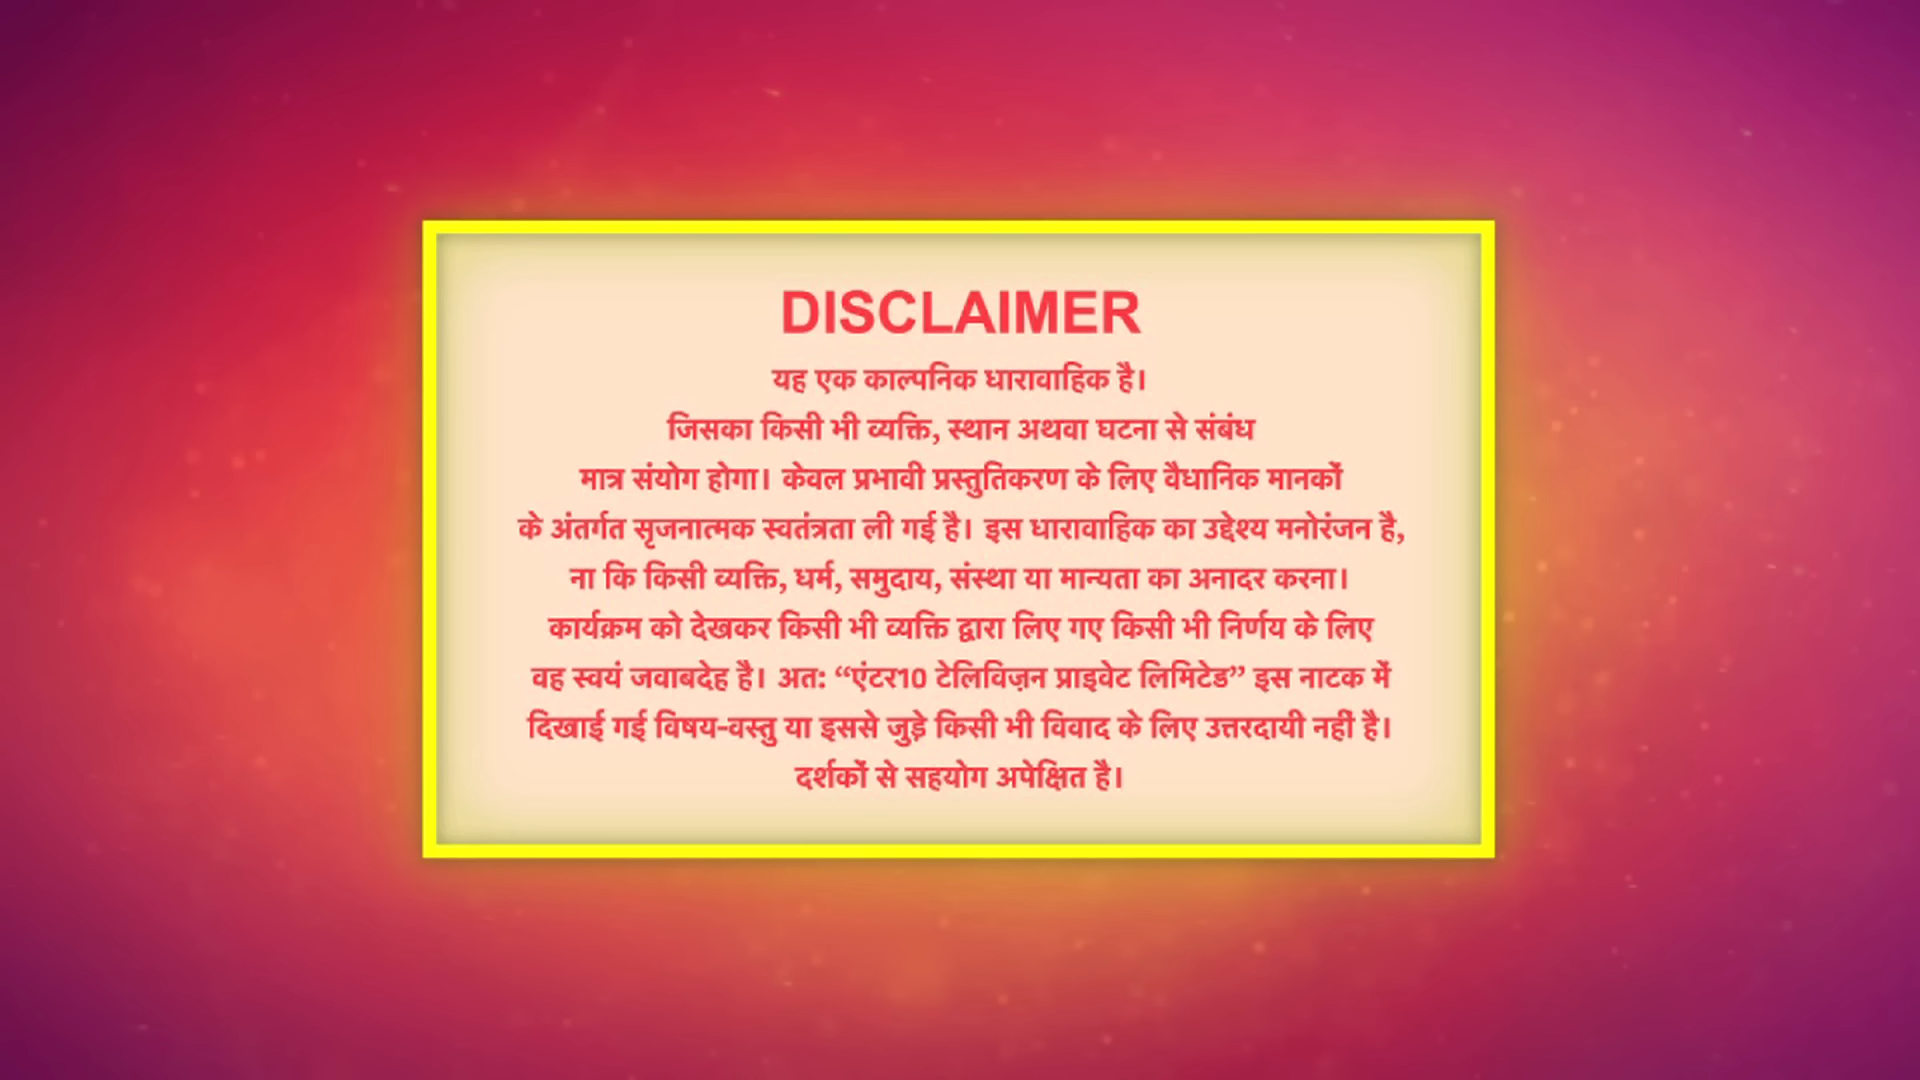 DISCLAIMER
यह एक काल्पनिक धारावाहिक है।
जिसका किसी भी व्यक्ति, स्थान अथवा घटना से संबंध
मात्र संयोग होगा। केवल प्रभावी प्रस्तुतिकरण के लिए वैधानिक मानकों
के अंतर्गत सृजनात्मक स्वतंत्रता ली गई है। इस धारावाहिक का उद्देश्य मनोरंजन है,
ना कि किसी व्यक्ति, धर्म, समुदाय, संस्था या मान्यता का अनादर करना।
कार्यक्रम को देखकर किसी भी व्यक्ति द्वारा लिए गए किसी भी निर्णय के लिए
वह स्वयं जवाबदेह है। अत: “एंटर10 टेलिविज़न प्राइवेट लिमिटेड” इस नाटक में
दिखाई गई विषय-वस्तु या इससे जुड़े किसी भी विवाद के लिए उत्तरदायी नहीं है।
दर्शकों से सहयोग अपेक्षित है।